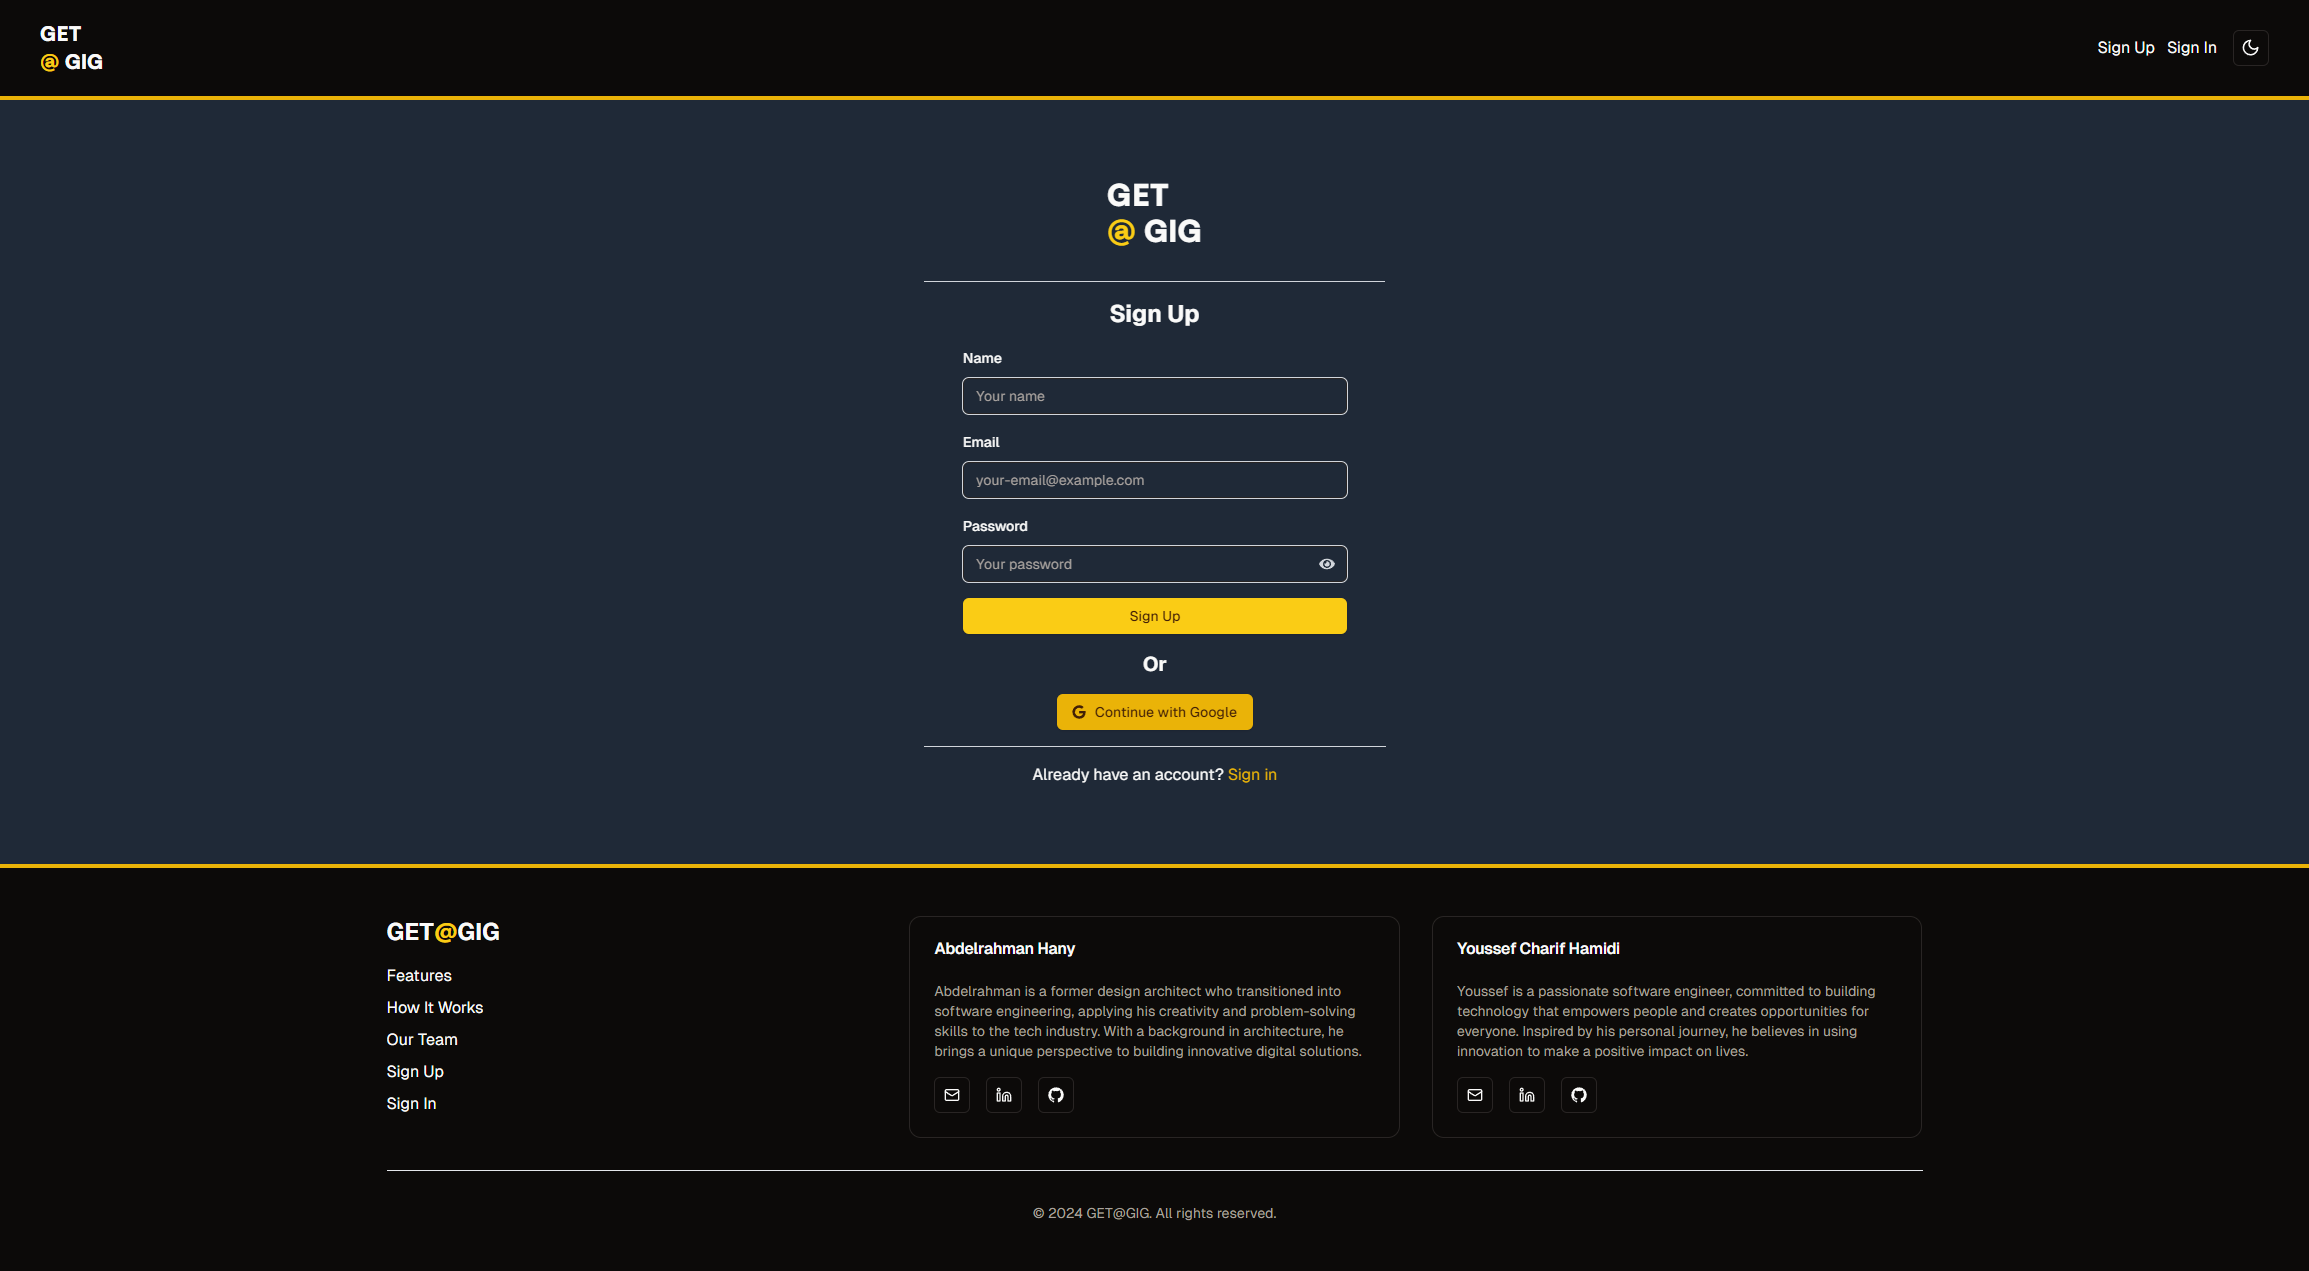 GET
@ GIG
Sign Up
Sign In
GET
@ GIG
Sign Up
Name
Your name
Email
your-email@example.com
Password
Your password
Sign Up
Or
Continue with Google
Already have an account? Sign in
GET@GIG
Features
How It Works
Our Team
Sign Up
Sign In
Abdelrahman Hany
Abdelrahman is a former design architect who transitioned into
software engineering, applying his creativity and problem-solving
skills to the tech industry. With a background in architecture, he
brings a unique perspective to building innovative digital solutions.
Youssef Charif Hamidi
Youssef is a passionate software engineer, committed to building
technology that empowers people and creates opportunities for
everyone. Inspired by his personal journey, he believes in using
innovation to make a positive impact on lives.
© 2024 GET@GIG. All rights reserved.